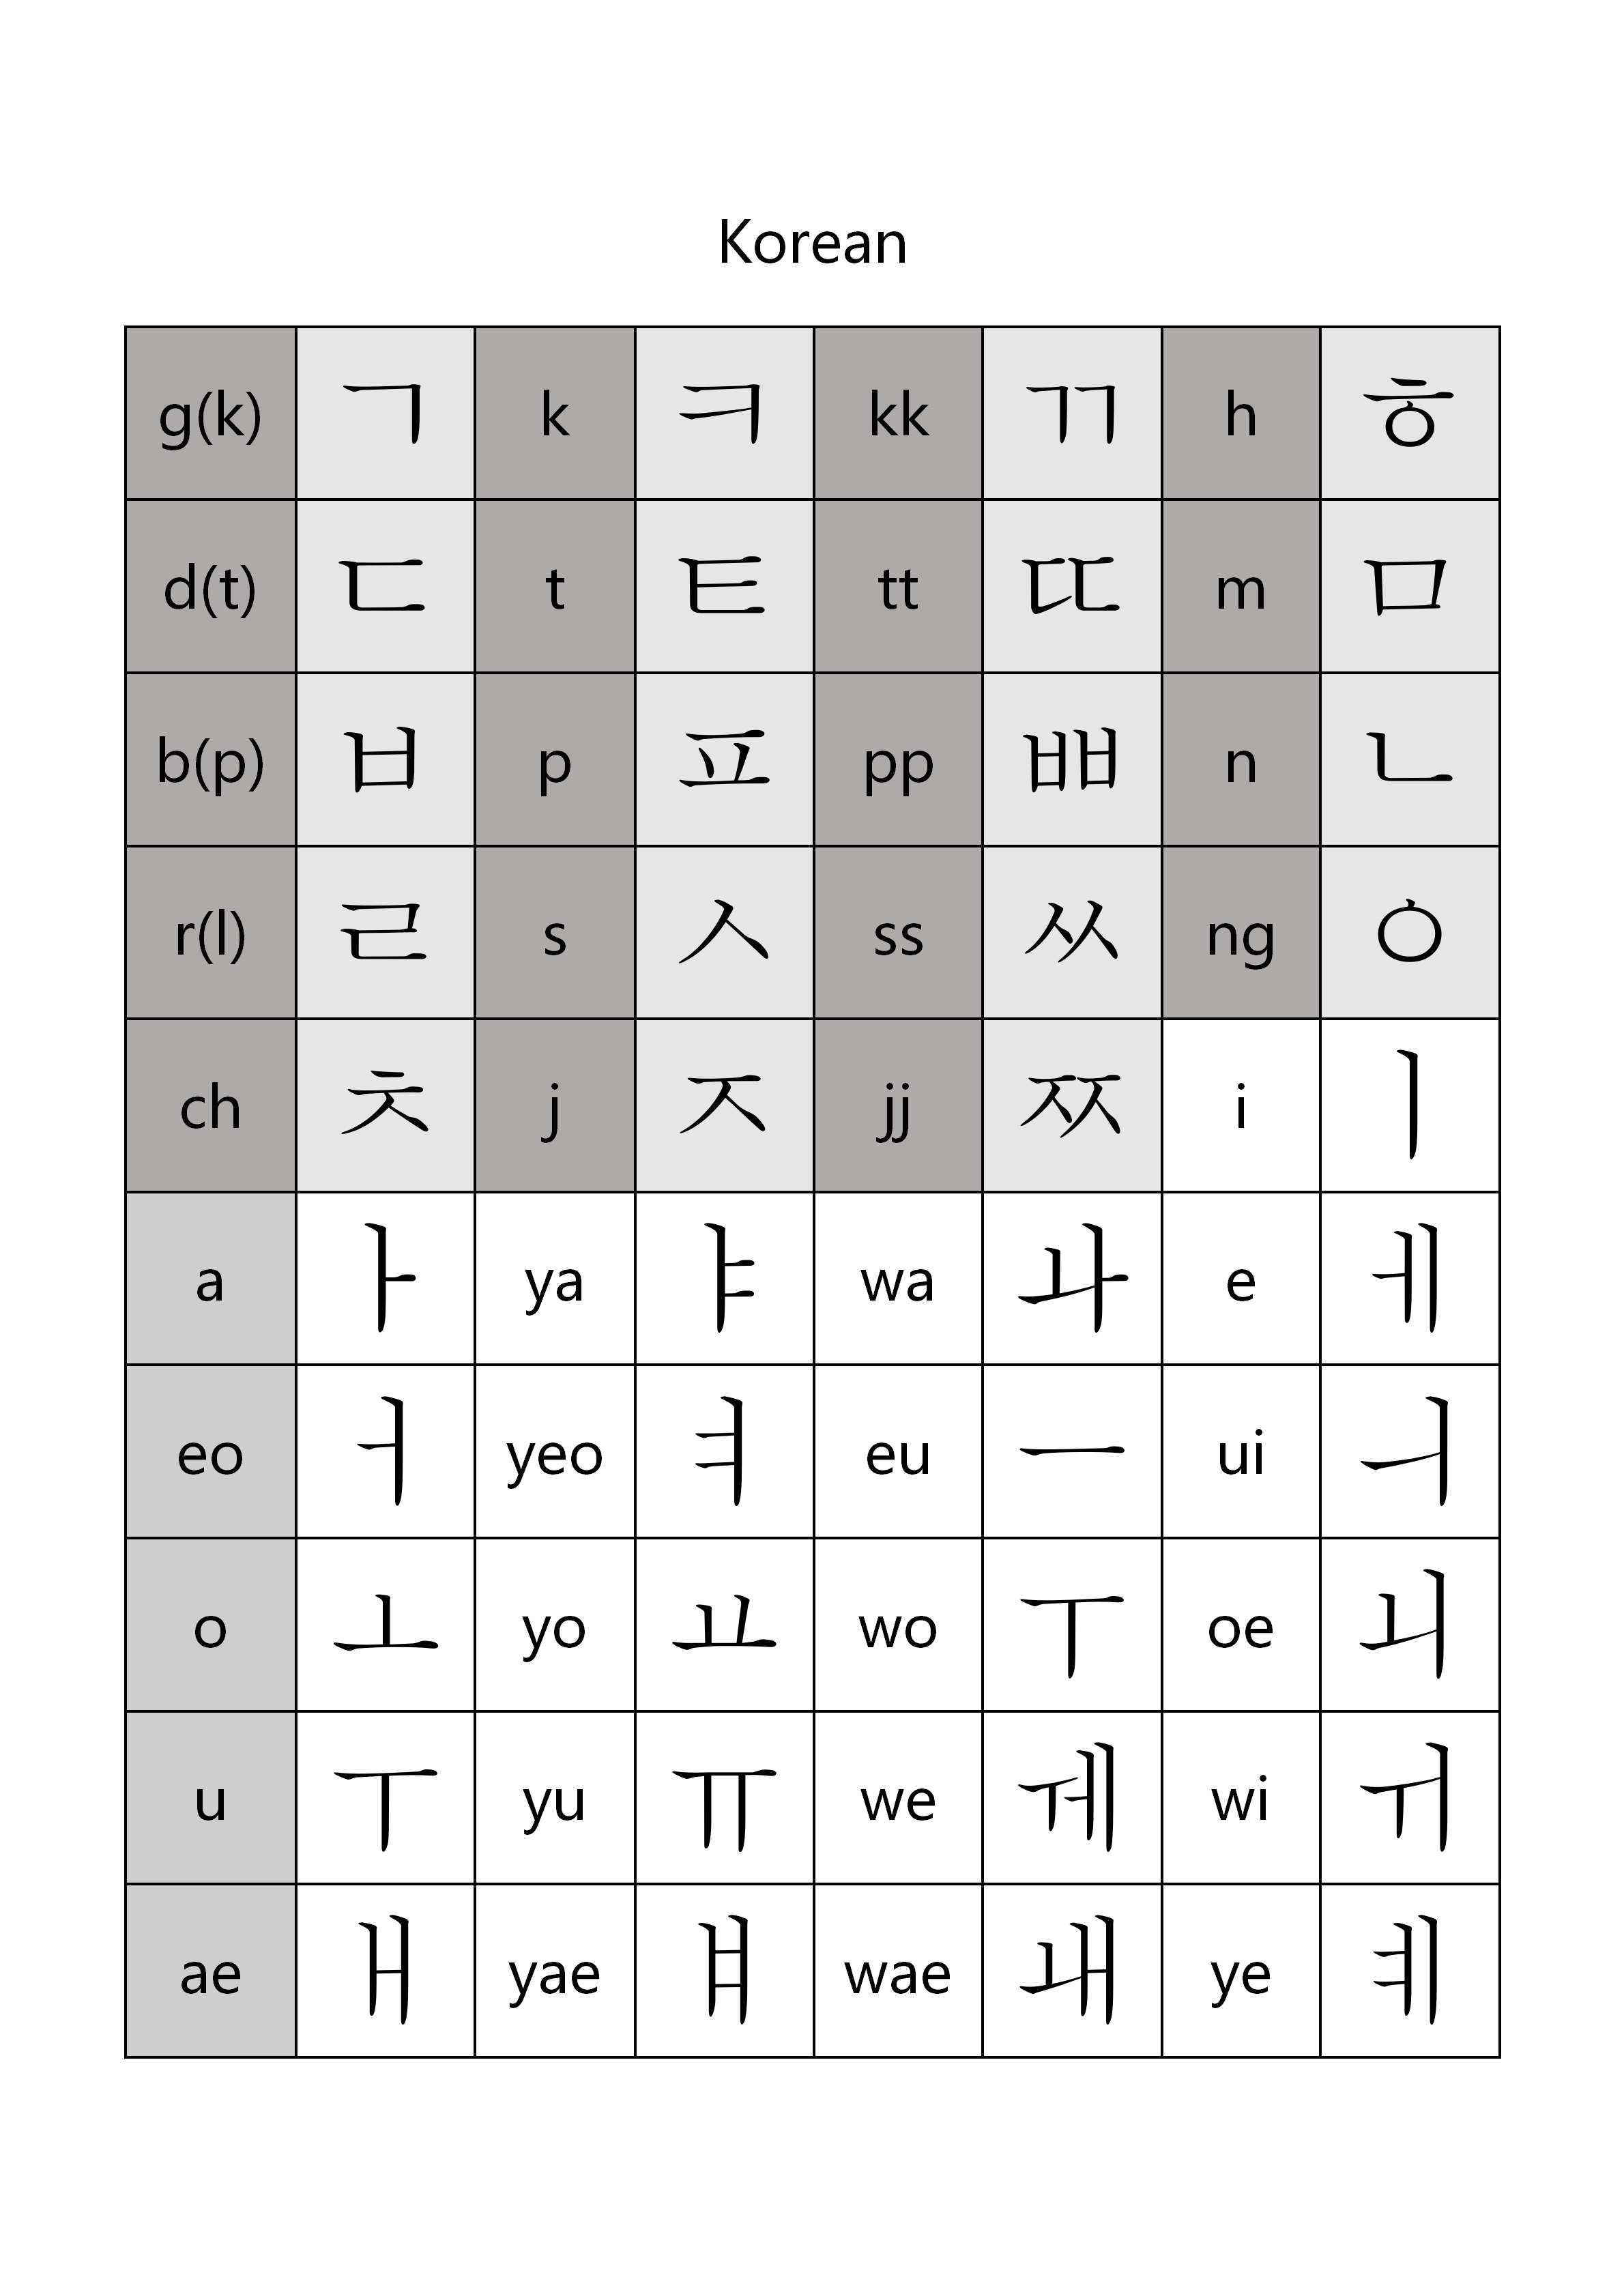 Korean
g(k) ㄱ k ㅋ kk ㄲ h ㅎ
d(t) ㄷ t ㅌ tt ㄸ m ㅁ
b(p) ㅂ p ㅍ pp ㅃ n ㄴ
r(l) ㄹ s ㅅ ss ㅆ ng ㅇ
ch ㅊ j ㅈ jj ㅉ i ㅣ
a ㅏ ya ㅑ wa ㅘ e ㅔ
eo ㅓ yeo ㅕ eu ㅡ ui ㅢ
o ㅗ yo ㅛ wo ㅜ oe ㅚ
u ㅜ yu ㅠ we ㅞ wi ㅟ
ae ㅐ yae ㅒ wae ㅙ ye ㅖ